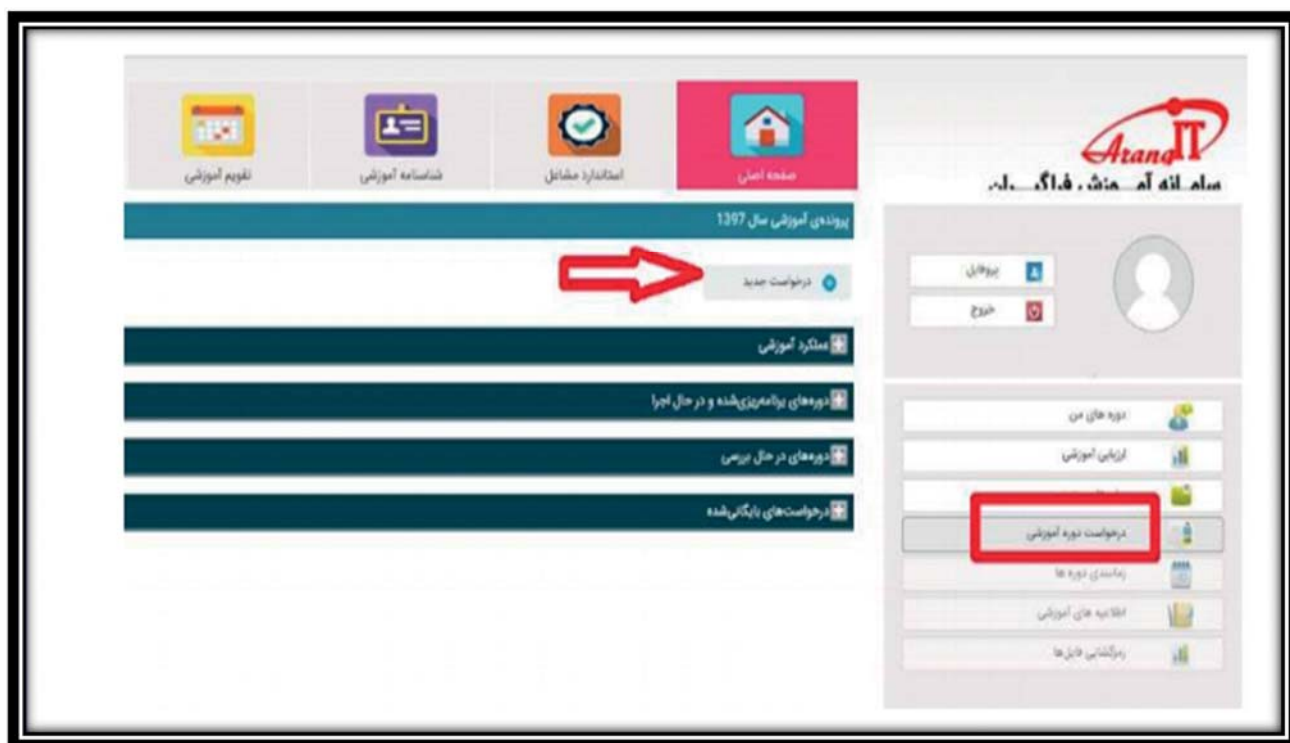 صفحه اصلی
استاندارد مشاغل
شناسنامه آموزشی
تقویم آموزشی
ArangIT
سامانه آموزش فراگیران
پرونده‌ی آموزشی سال 1397
درخواست جدید
عملکرد آموزشی
دوره‌های برنامه‌ریزی‌شده و در حال اجرا
دوره‌های در حال بررسی
درخواست‌های بایگانی‌شده
پروفایل
خروج
دوره های من
ارزیابی آموزشی
درخواست دوره آموزشی
زمانبندی دوره ها
اطلاعیه های آموزشی
رمزگشایی فایل‌ها